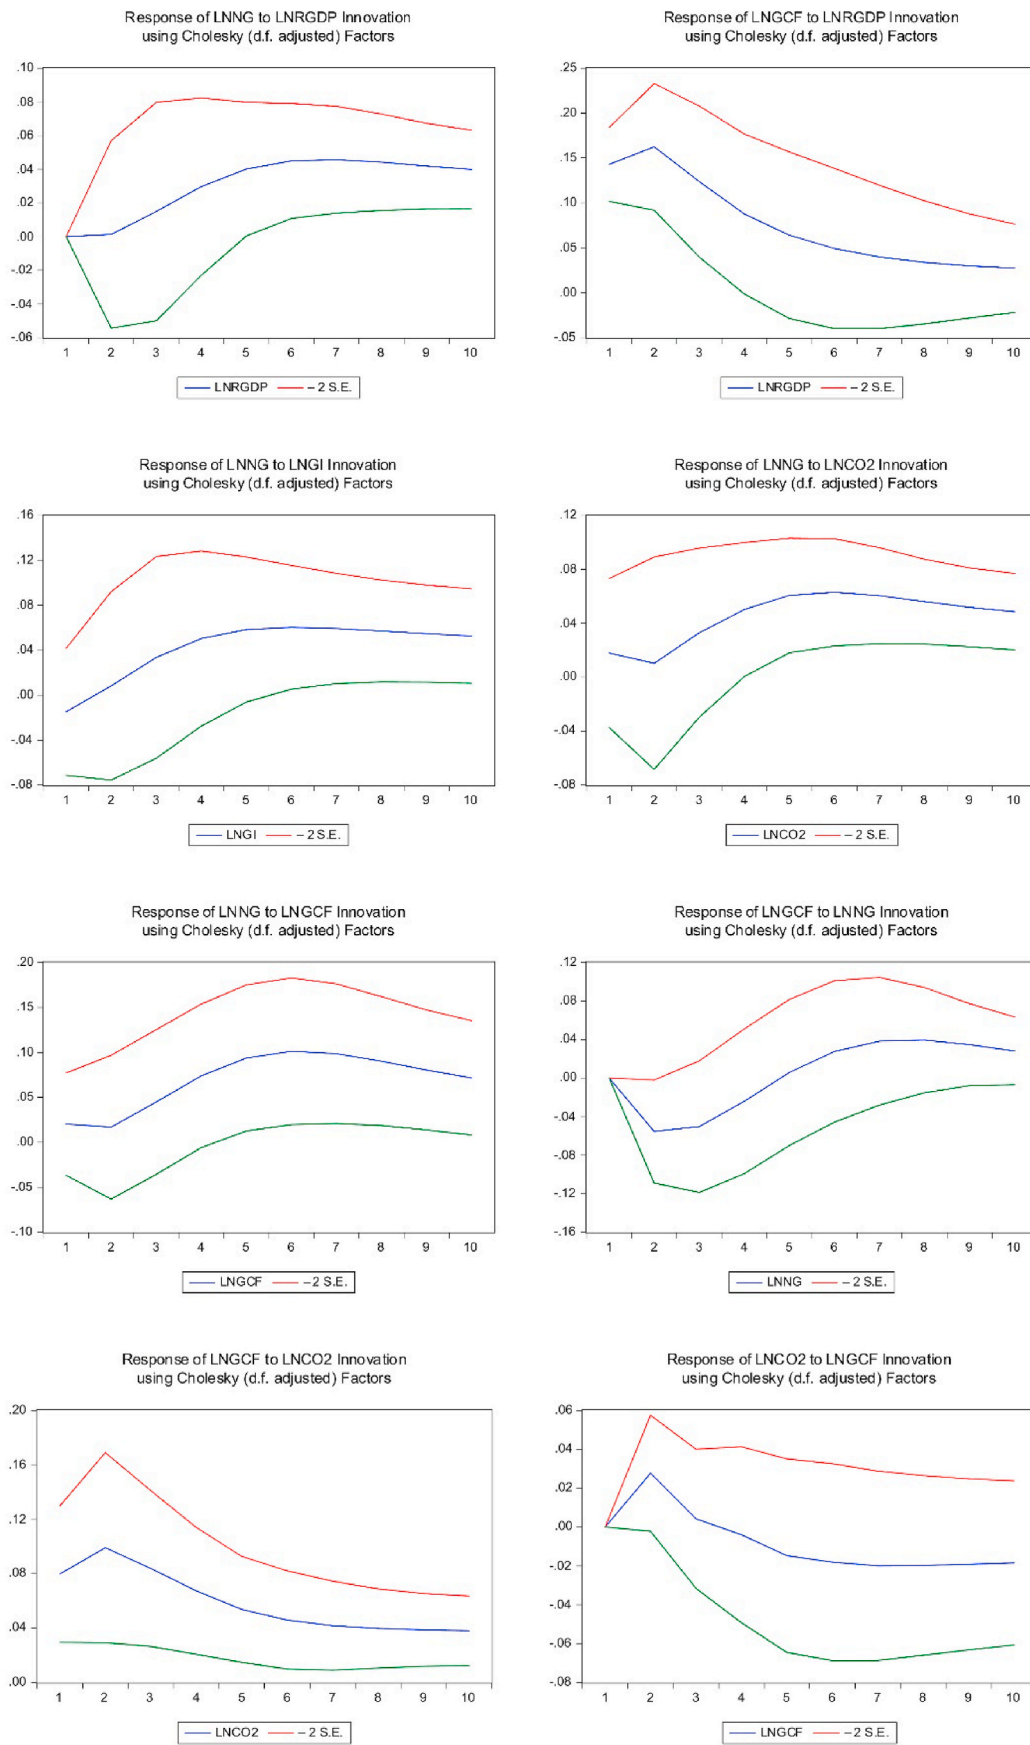 Response of LNNG to LNRGDP Innovation
using Cholesky (d.f. adjusted) Factors
.10
.08
.06
.04
.02
.00
-.02
-.04
-.06
1 2 3 4 5 6 7 8 9 10
LNRGDP – 2 S.E.
Response of LNGCF to LNRGDP Innovation
using Cholesky (d.f. adjusted) Factors
.25
.20
.15
.10
.05
.00
-.05
1 2 3 4 5 6 7 8 9 10
LNRGDP – 2 S.E.
Response of LNNG to LNGI Innovation
using Cholesky (d.f. adjusted) Factors
.16
.12
.08
.04
.00
-.04
-.08
1 2 3 4 5 6 7 8 9 10
LNGI – 2 S.E.
Response of LNNG to LNCO2 Innovation
using Cholesky (d.f. adjusted) Factors
.12
.08
.04
.00
-.04
-.08
1 2 3 4 5 6 7 8 9 10
LNCO2 – 2 S.E.
Response of LNNG to LNGCF Innovation
using Cholesky (d.f. adjusted) Factors
.20
.15
.10
.05
.00
-.05
-.10
1 2 3 4 5 6 7 8 9 10
LNGCF – 2 S.E.
Response of LNGCF to LNNG Innovation
using Cholesky (d.f. adjusted) Factors
.12
.08
.04
.00
-.04
-.08
-.12
-.16
1 2 3 4 5 6 7 8 9 10
LNNG – 2 S.E.
Response of LNGCF to LNCO2 Innovation
using Cholesky (d.f. adjusted) Factors
.20
.16
.12
.08
.04
.00
1 2 3 4 5 6 7 8 9 10
LNCO2 – 2 S.E.
Response of LNCO2 to LNGCF Innovation
using Cholesky (d.f. adjusted) Factors
.06
.04
.02
.00
-.02
-.04
-.06
-.08
1 2 3 4 5 6 7 8 9 10
LNGCF – 2 S.E.